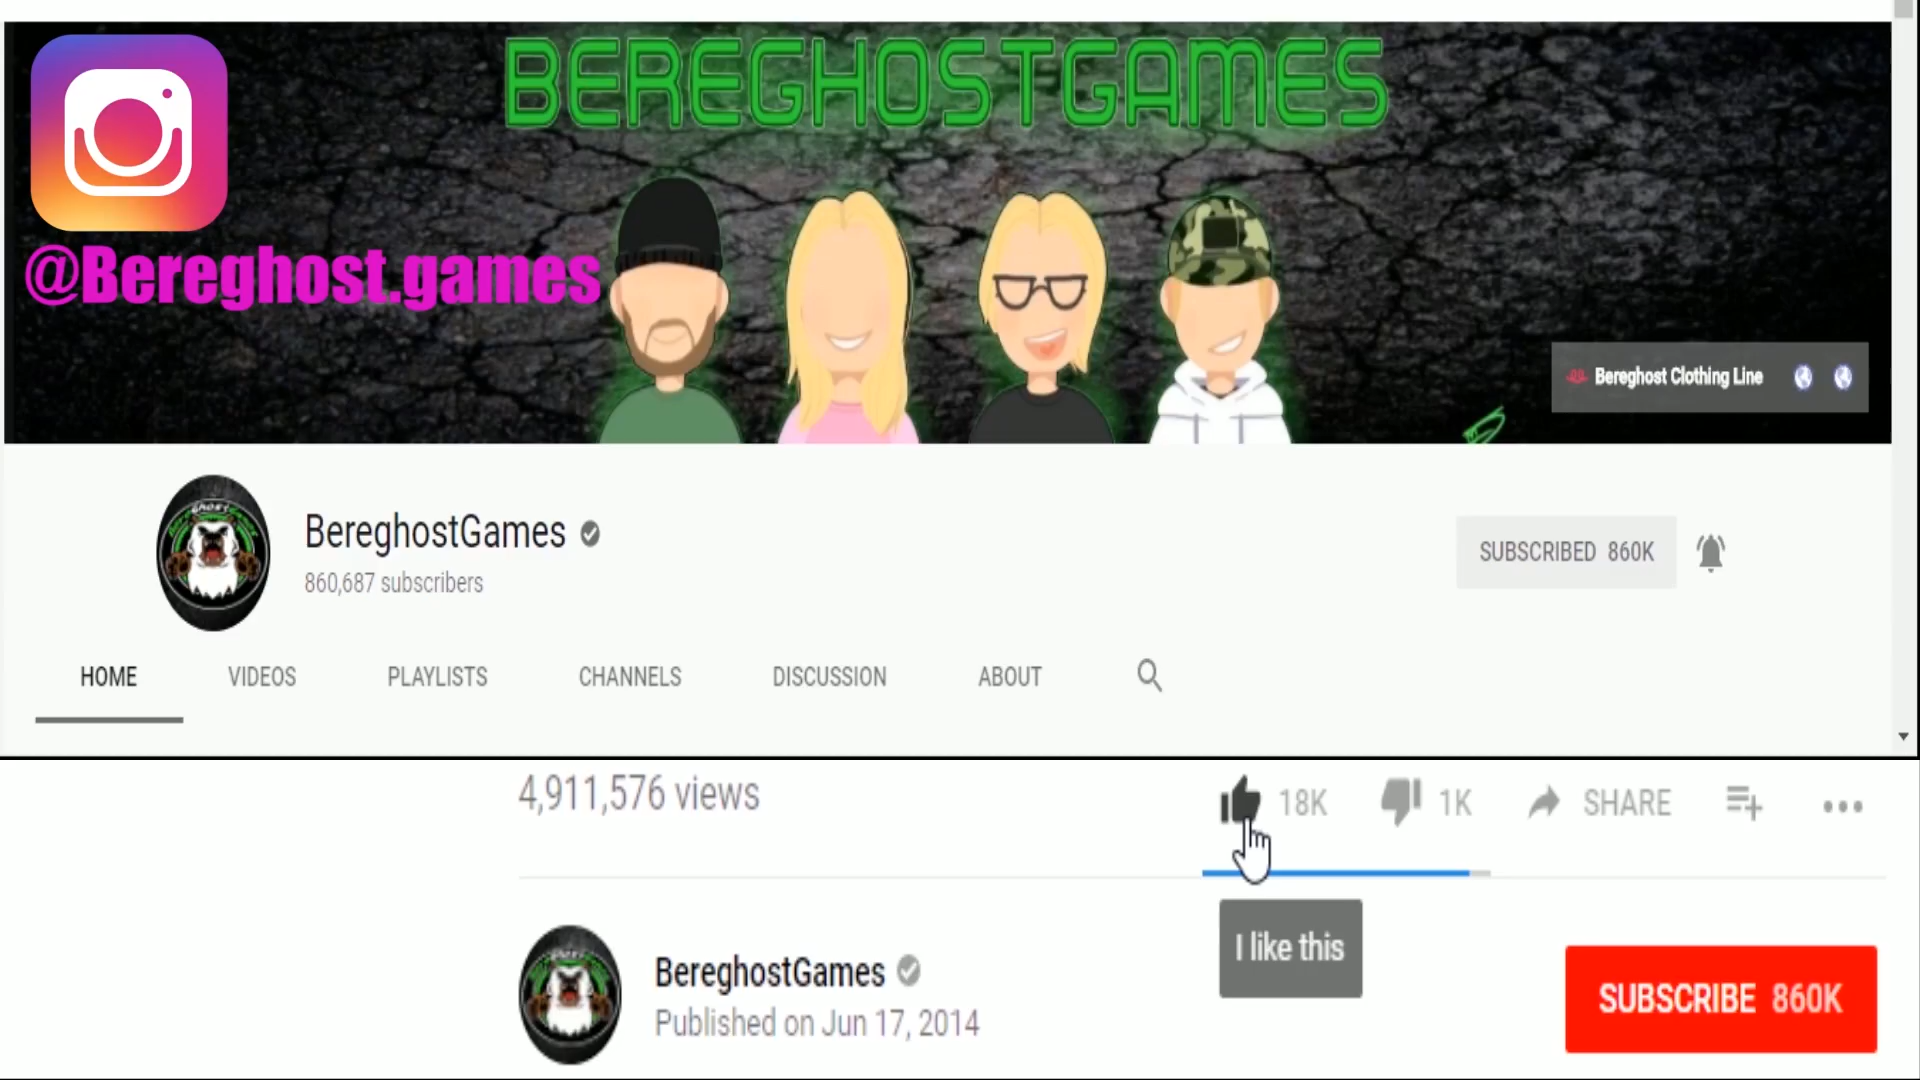 BEREGHOSTGAMES
@Bereghost.games
Bereghost Clothing Line
BereghostGames
860,687 subscribers
SUBSCRIBED 860K
HOME VIDEOS PLAYLISTS CHANNELS DISCUSSION ABOUT
4,911,576 views
18K 1K SHARE
I like this
BereghostGames
Published on Jun 17, 2014
SUBSCRIBE 860K